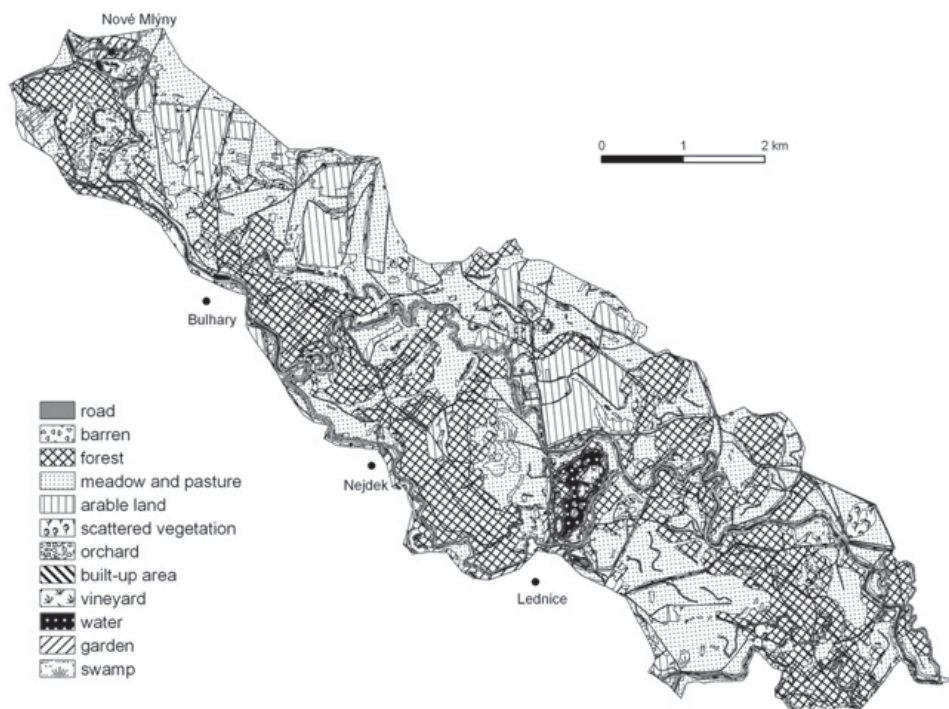 Nové Mlýny
0 1 2 km
Bulhary
Nejdek
Lednice
road
barren
forest
meadow and pasture
arable land
scattered vegetation
orchard
built-up area
vineyard
water
garden
swamp